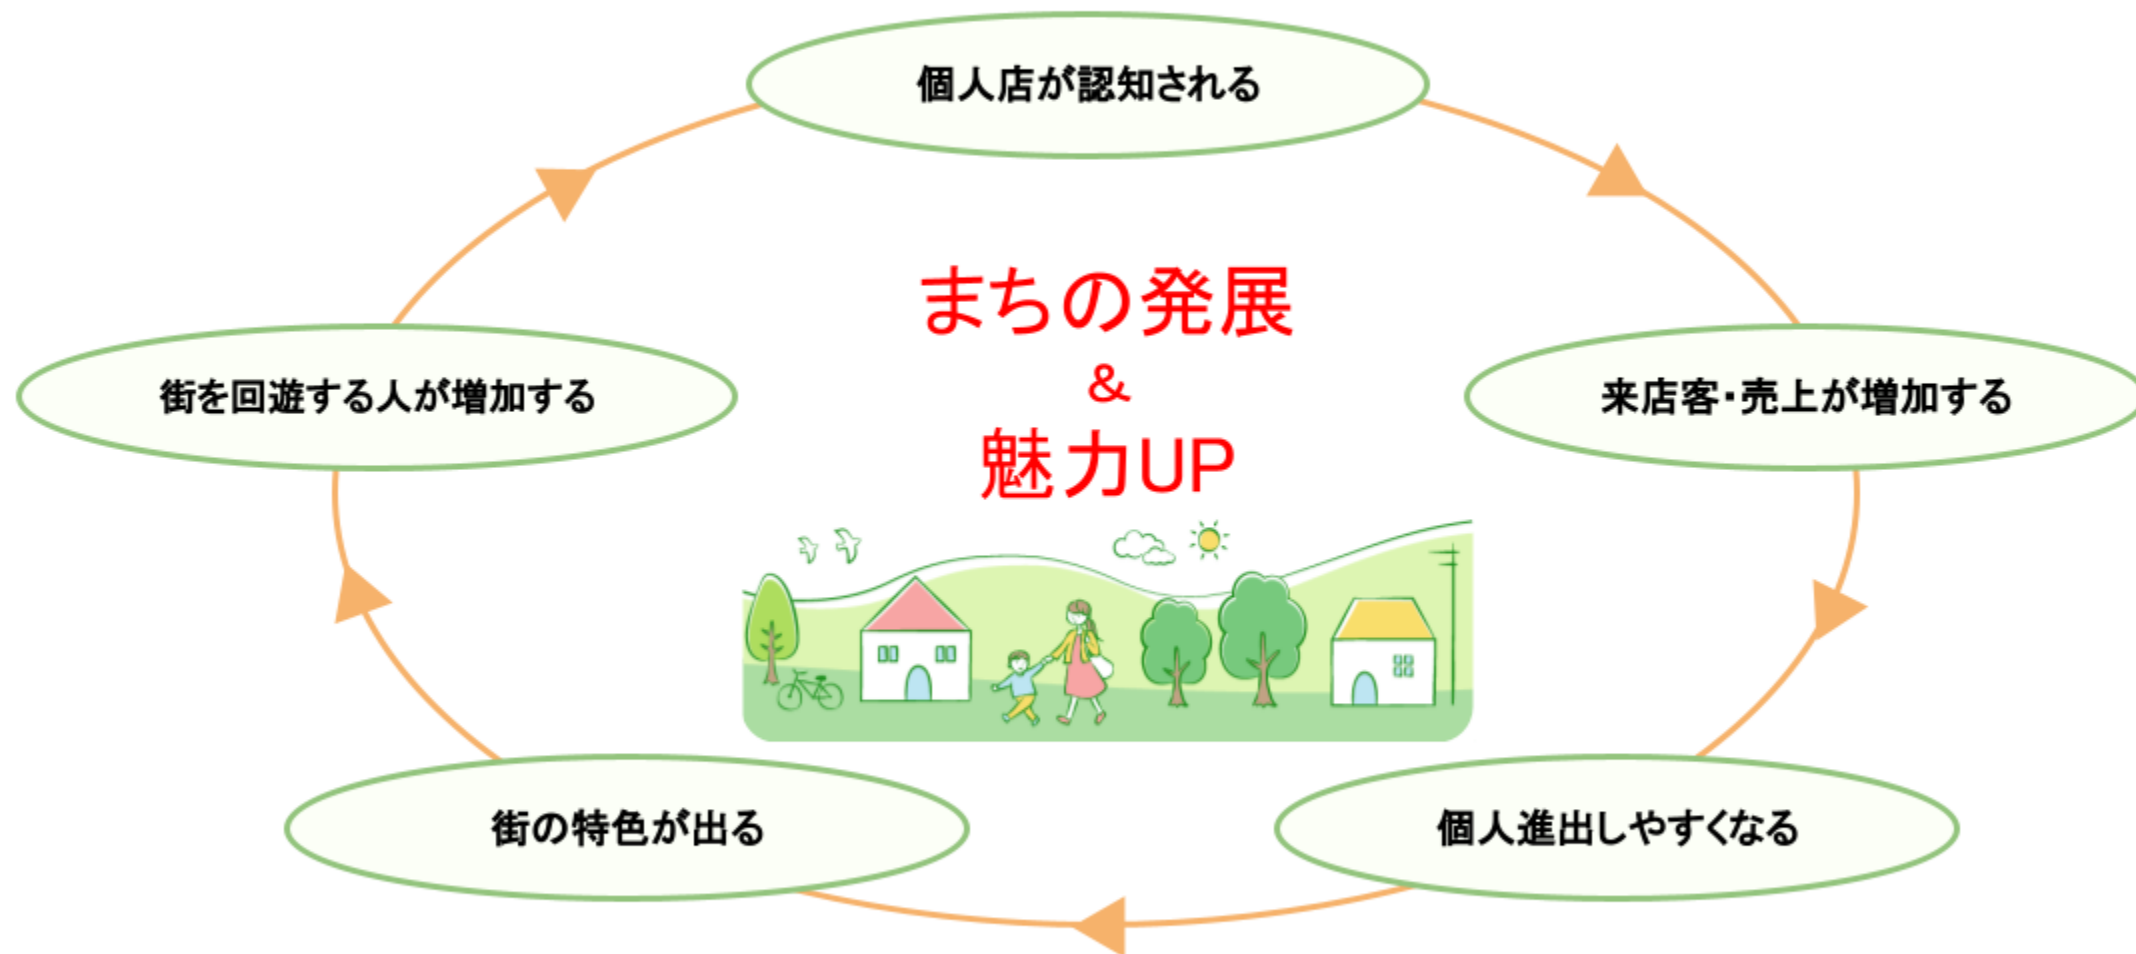 個人店が認知される
まちの発展
&
魅力UP
街を回遊する人が増加する
来店客・売上が増加する
街の特色が出る
個人進出しやすくなる